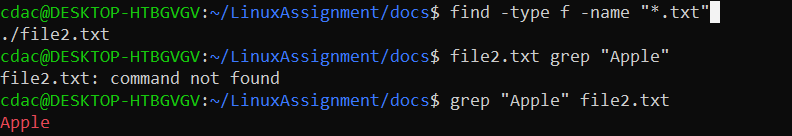 cdac@DESKTOP-HTBGVGV:~/LinuxAssignment/docs$ find -type f -name "*.txt"
./file2.txt
cdac@DESKTOP-HTBGVGV:~/LinuxAssignment/docs$ file2.txt grep "Apple"
file2.txt: command not found
cdac@DESKTOP-HTBGVGV:~/LinuxAssignment/docs$ grep "Apple" file2.txt
Apple